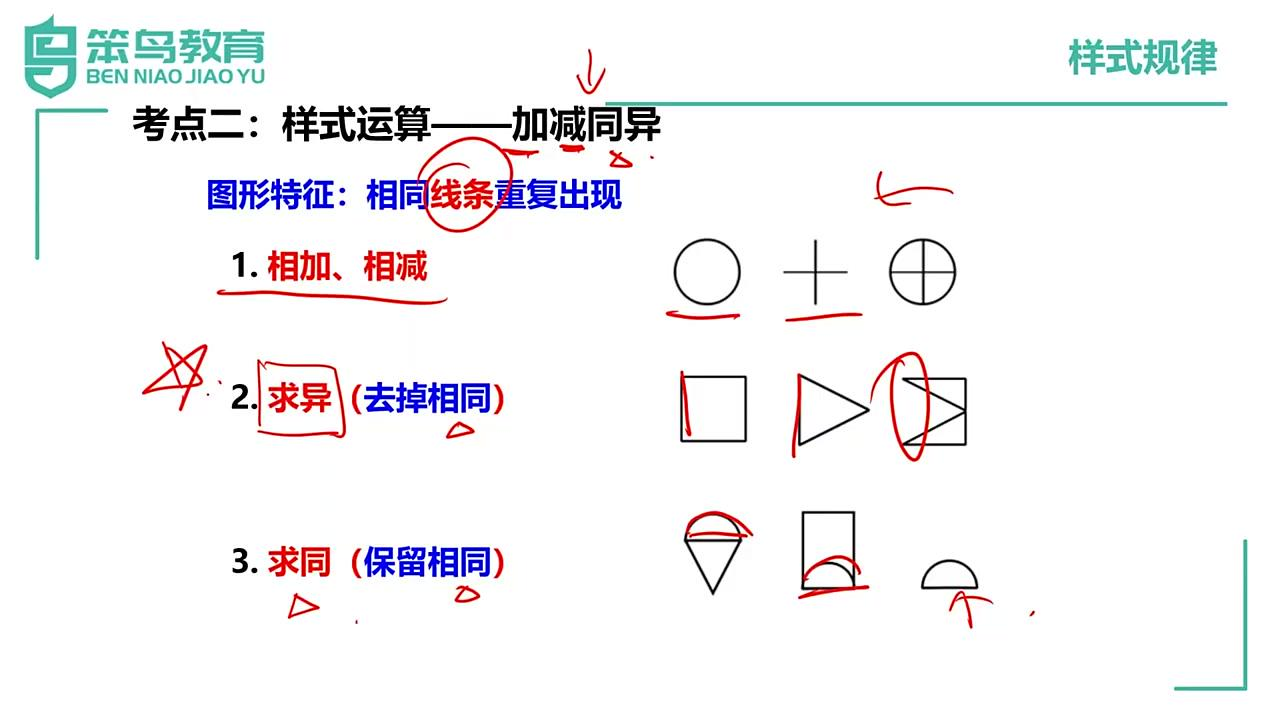 笨鸟教育
BEN NIAO JIAO YU
样式规律
考点二：样式运算——加减同异
图形特征：相同线条重复出现
1. 相加、相减
2. 求异（去掉相同）
3. 求同（保留相同）